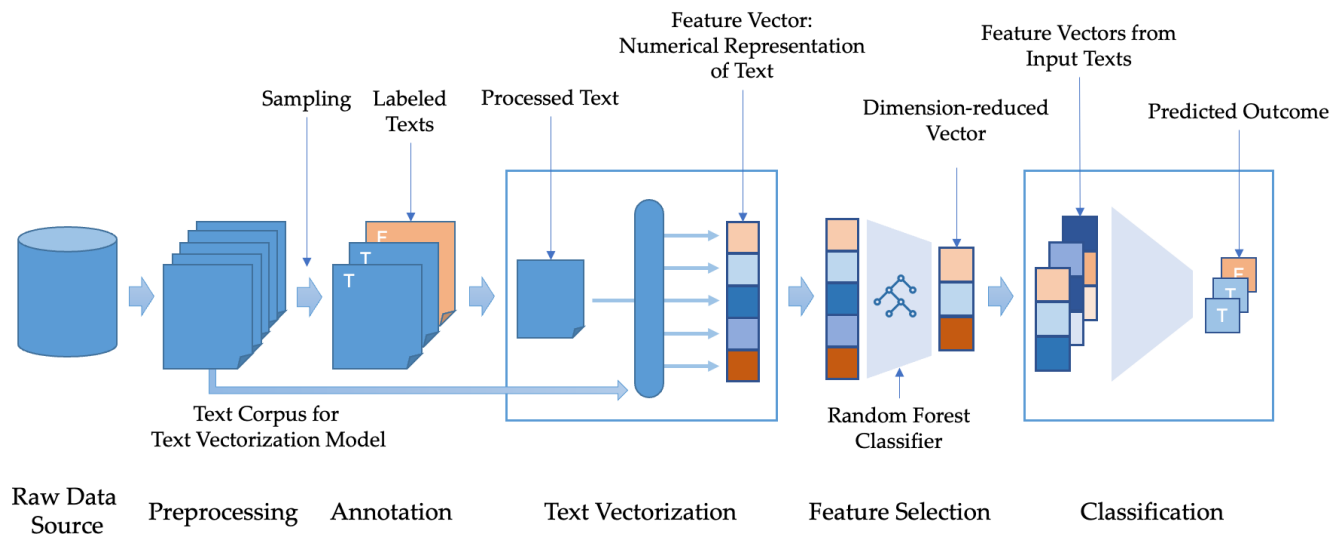 Feature Vector:
Numerical Representation
of Text
Feature Vectors from
Input Texts
Sampling
Labeled
Texts
Processed Text
Dimension-reduced
Vector
Predicted Outcome
F
T
T
F
T
T
Text Corpus for
Text Vectorization Model
Random Forest
Classifier
Raw Data
Source
Preprocessing
Annotation
Text Vectorization
Feature Selection
Classification